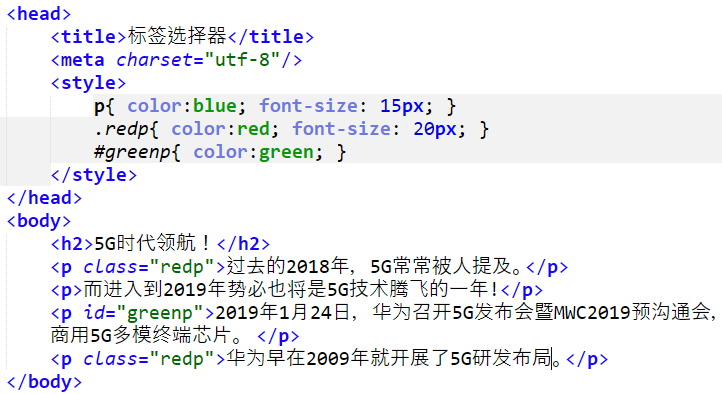 <head>
<title>标签选择器</title>
<meta charset="utf-8"/>
<style>
p{ color:blue; font-size: 15px; }
.redp{ color:red; font-size: 20px; }
#greenp{ color:green; }
</style>
</head>
<body>
<h2>5G时代领航！</h2>
<p class="redp">过去的2018年，5G常常被人提及。</p>
<p>而进入到2019年势必也将是5G技术腾飞的一年!</p>
<p id="greenp">2019年1月24日，华为召开5G发布会暨MWC2019预沟通会，
商用5G多模终端芯片。 </p>
<p class="redp">华为早在2009年就开展了5G研发布局。</p>
</body>